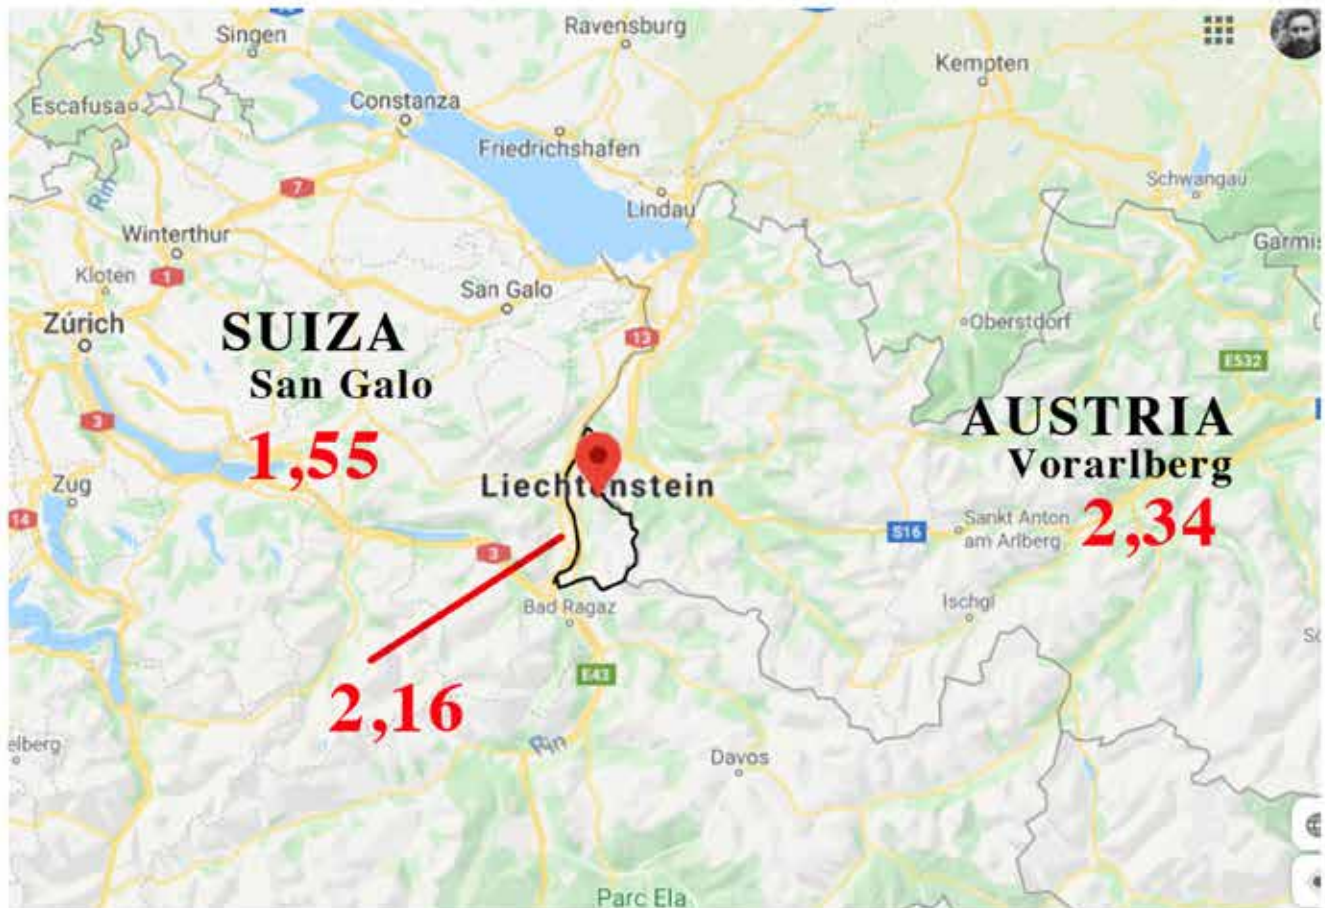 Singen
Ravensburg
Kempten
Escafusa
Constanza
Friedrichshafen
Rin
7
Lindau
Schwangau
Winterthur
Kloten
1
San Galo
Zúrich
SUIZA
San Galo
1,55
13
Oberstdorf
E532
3
AUSTRIA
Vorarlberg
2,34
Zug
Liechtenstein
14
3
S16
Sankt Anton
am Arlberg
Bad Ragaz
Ischgl
E43
2,16
Rin
Davos
elberg
Parc Ela